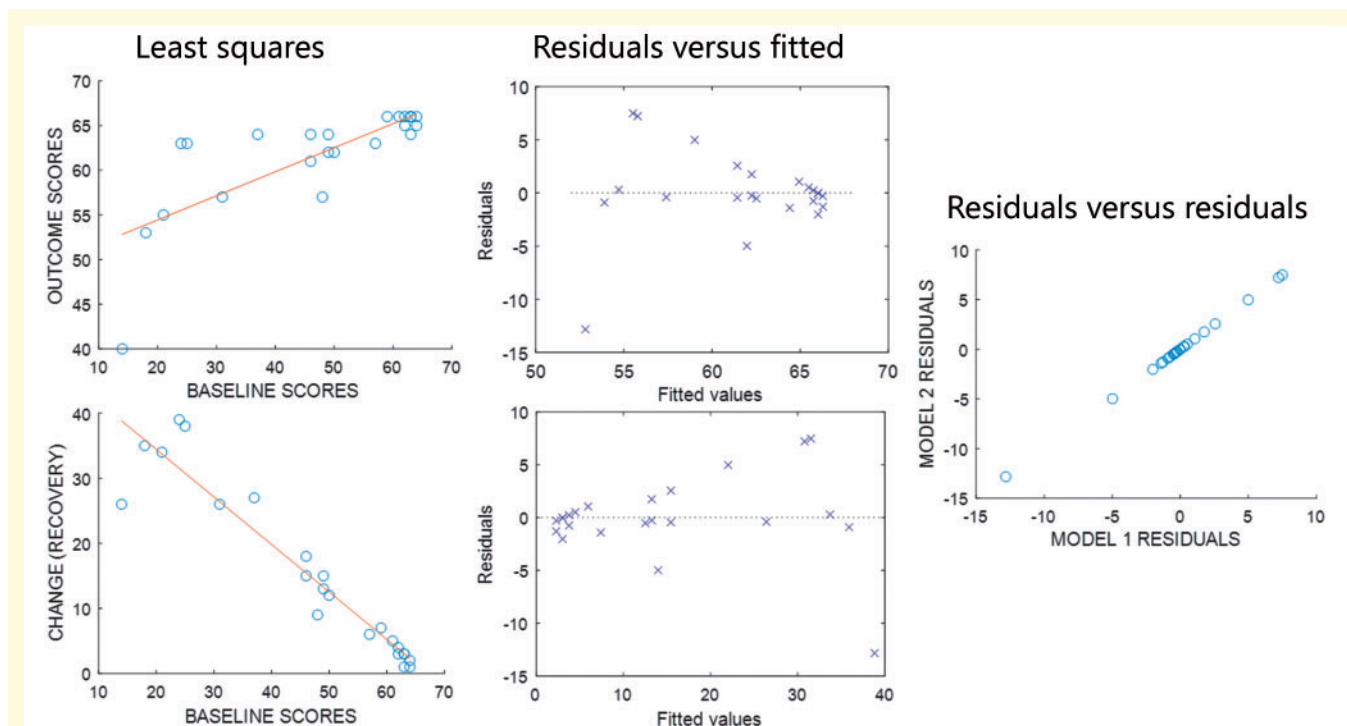 Least squares
Residuals versus fitted
70
65
60
55
50
45
40
OUTCOME SCORES
10 20 30 40 50 60 70
BASELINE SCORES
10
5
0
-5
-10
-15
Residuals
50 55 60 65 70
Fitted values
40
30
20
10
0
CHANGE (RECOVERY)
10 20 30 40 50 60 70
BASELINE SCORES
10
5
0
-5
-10
-15
Residuals
0 10 20 30 40
Fitted values
Residuals versus residuals
10
5
0
-5
-10
-15
MODEL 2 RESIDUALS
-15 -10 -5 0 5 10
MODEL 1 RESIDUALS